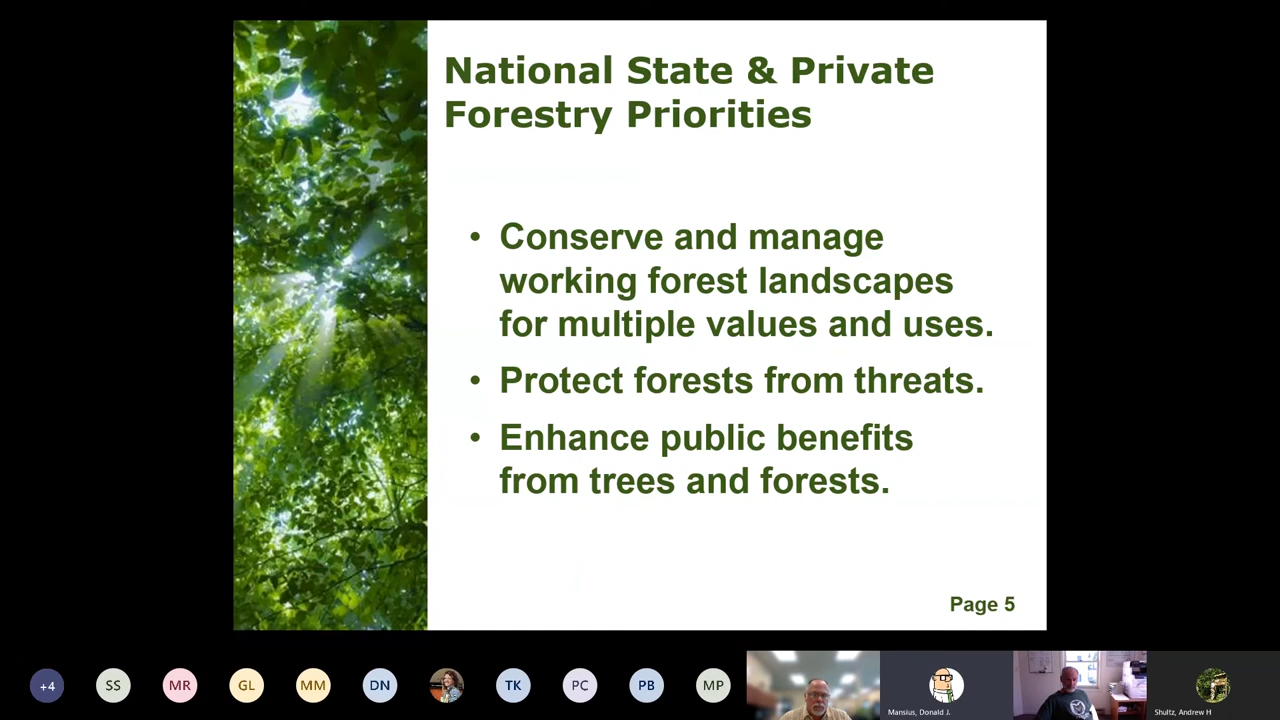 National State & Private
Forestry Priorities
• Conserve and manage
working forest landscapes
for multiple values and uses.
• Protect forests from threats.
• Enhance public benefits
from trees and forests.
Page 5
+4
SS
MR
GL
MM
DN
TK
PC
PB
MP
Mansius, Donald J.
Shultz, Andrew H